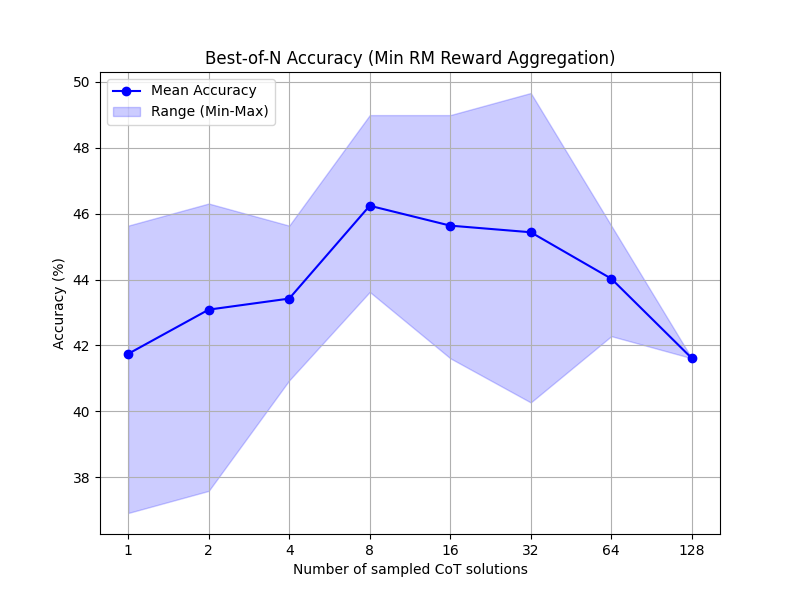 Best-of-N Accuracy (Min RM Reward Aggregation)
Mean Accuracy
Range (Min-Max)
Accuracy (%)
50
48
46
44
42
40
38
1 2 4 8 16 32 64 128
Number of sampled CoT solutions